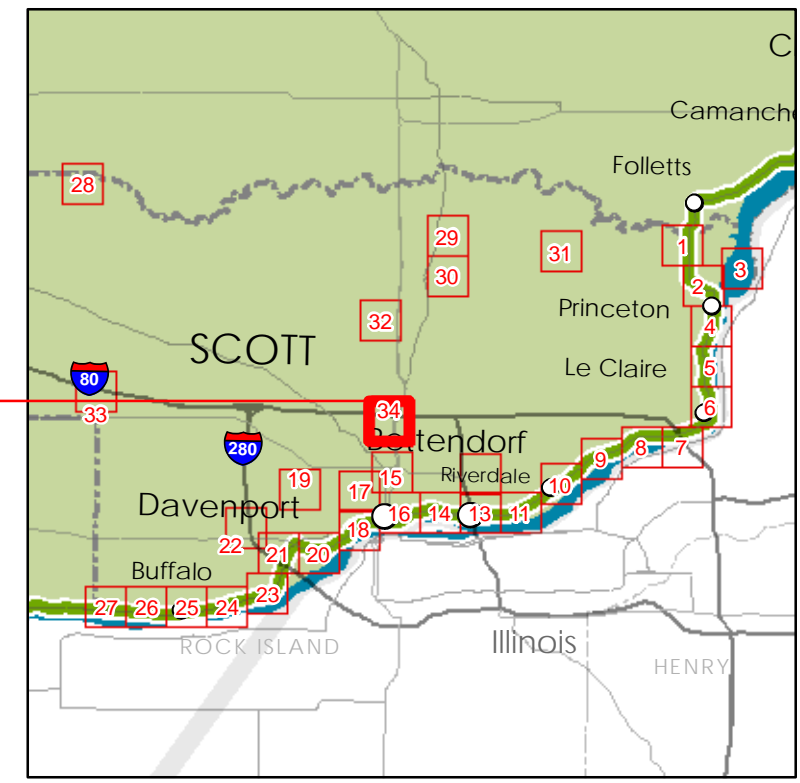 C
Camanche
Folletts
28
29
1
31
30
3
2
Princeton
4
32
SCOTT
Le Claire
5
80
33
34
6
Bettendorf
280
7
8
9
15
Riverdale
19
17
10
Davenport
16
14
13
11
18
22
21
20
Buffalo
23
27
26
25
24
ROCK ISLAND
Illinois
HENRY